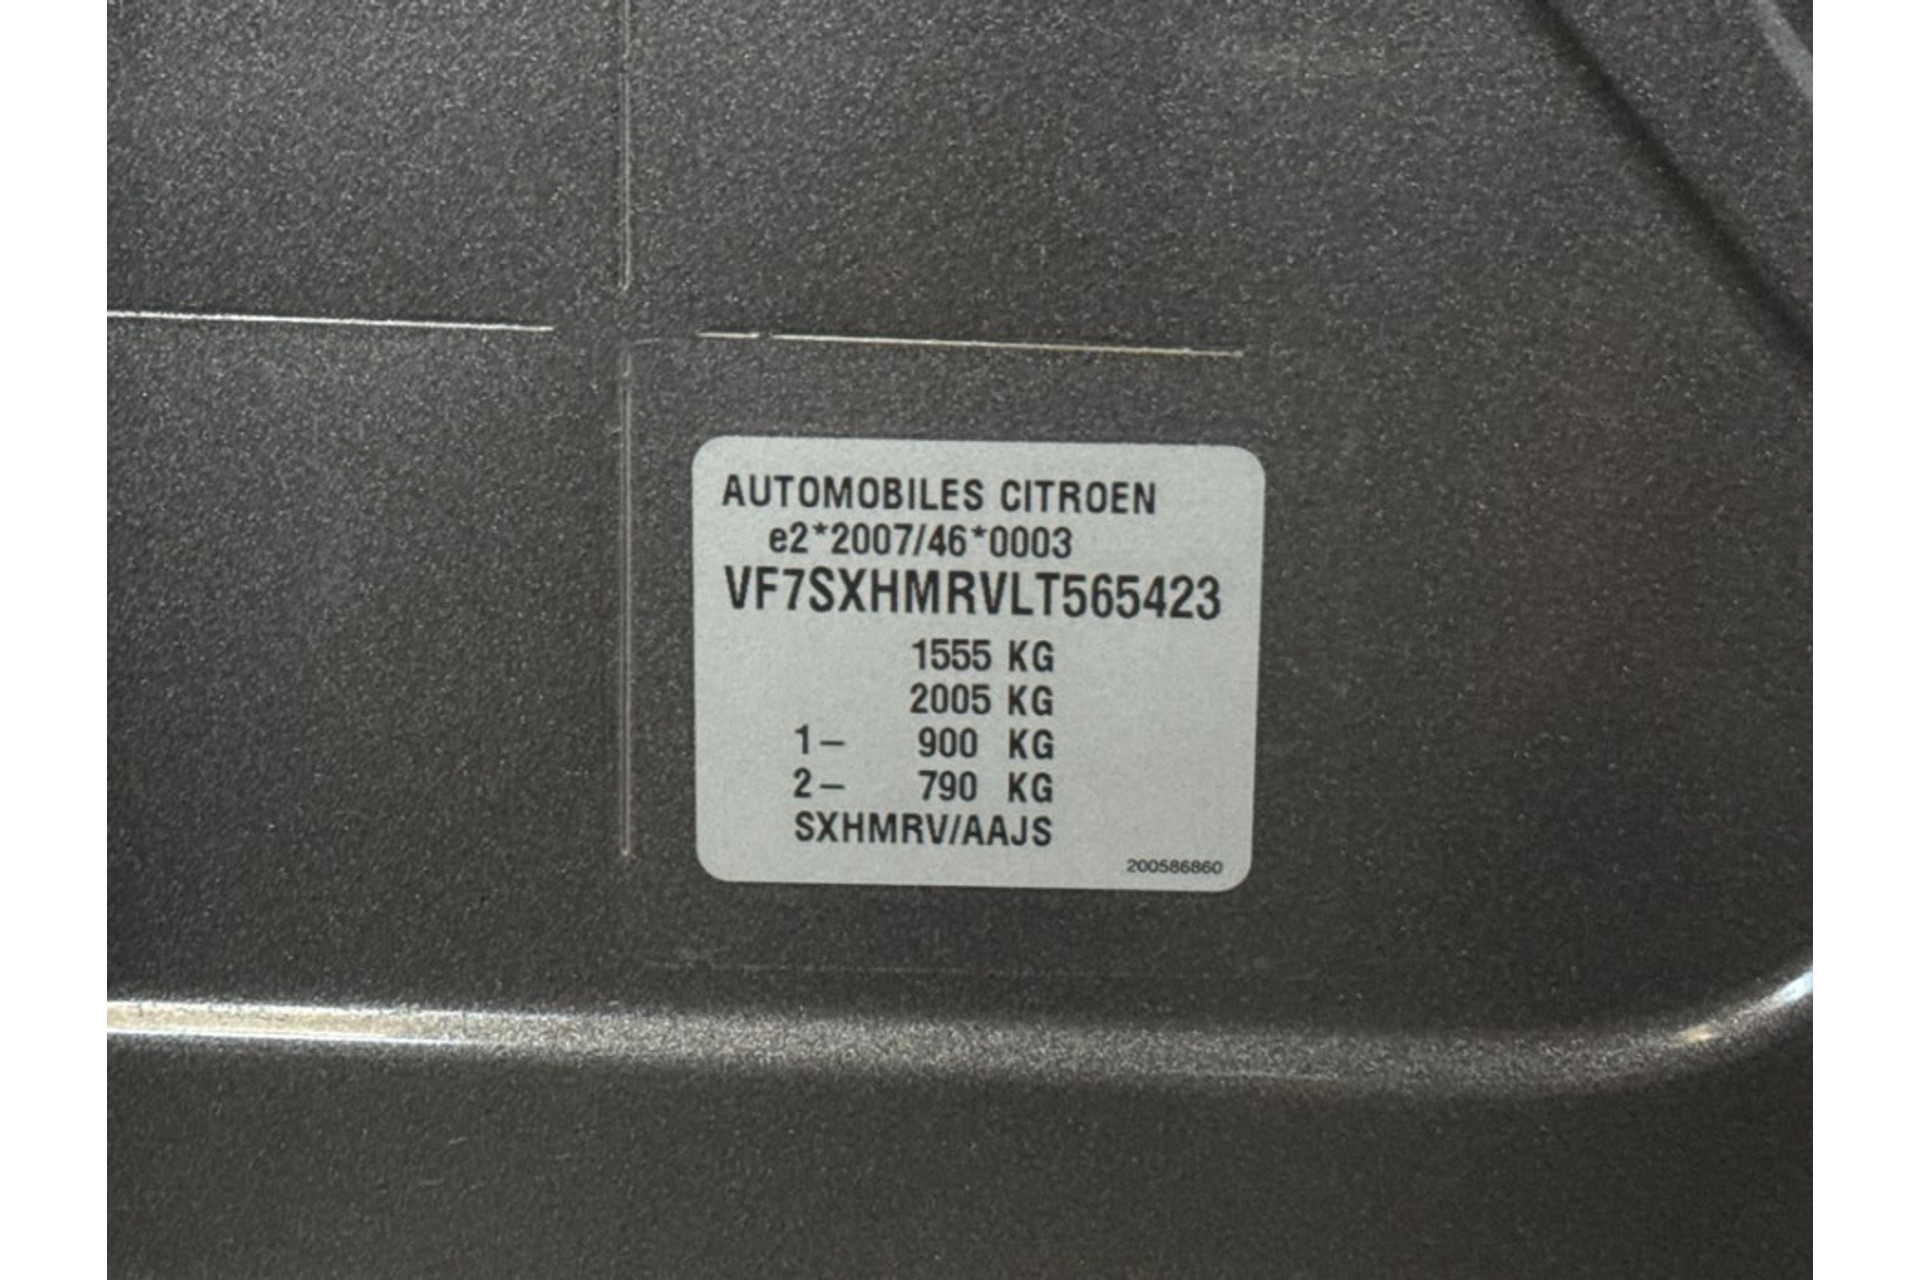 AUTOMOBILES CITROEN
e2*2007/46*0003
VF7SXHMRVLT565423
1555 KG
2005 KG
1- 900 KG
2- 790 KG
SXHMRV/AAJS
200586860